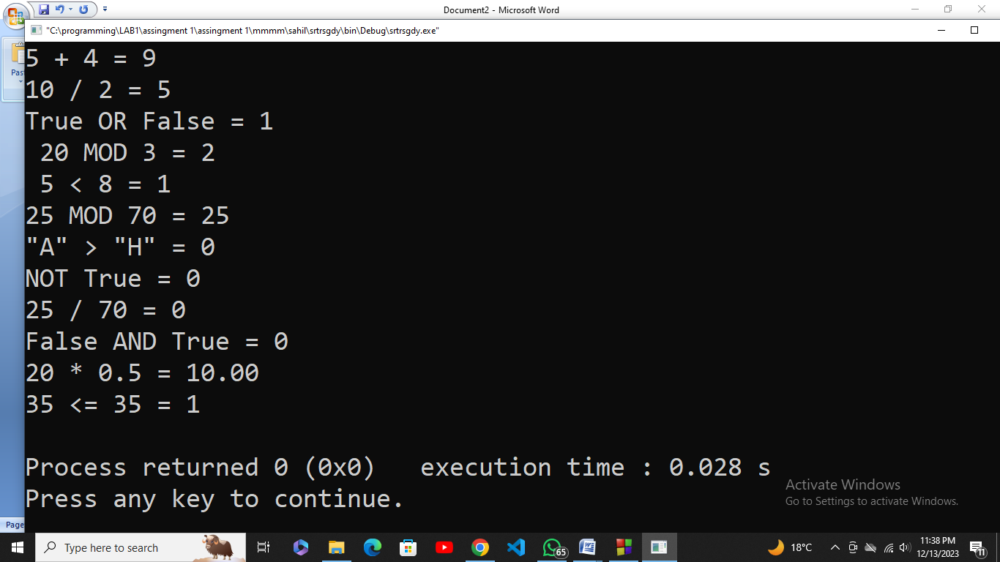 Document2 - Microsoft Word
"C:\programming\LAB1\assingment 1\assingment 1\mmmm\sahil\srtrsgdy\bin\Debug\srtrsgdy.exe"
Past
5 + 4 = 9
10 / 2 = 5
True OR False = 1
20 MOD 3 = 2
5 < 8 = 1
25 MOD 70 = 25
"A" > "H" = 0
NOT True = 0
25 / 70 = 0
False AND True = 0
20 * 0.5 = 10.00
35 <= 35 = 1
Process returned 0 (0x0)   execution time : 0.028 s
Press any key to continue.
Activate Windows
Go to Settings to activate Windows.
Page
Type here to search
65
18°C
11:38 PM
12/13/2023
11